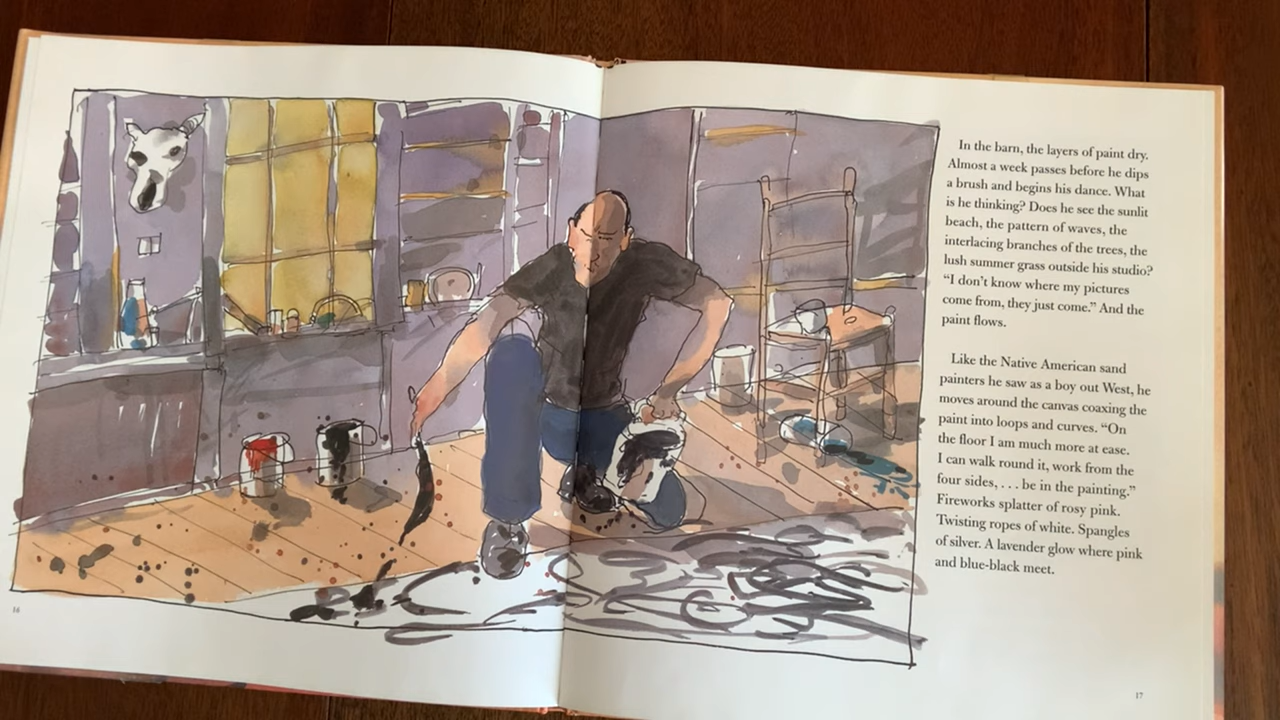 In the barn, the layers of paint dry.
Almost a week passes before he dips
a brush and begins his dance. What
is he thinking? Does he see the sunlit
beach, the pattern of waves, the
interlacing branches of the trees, the
lush summer grass outside his studio?
“I don’t know where my pictures
come from, they just come.” And the
paint flows.
Like the Native American sand
painters he saw as a boy out West, he
moves around the canvas coaxing the
paint into loops and curves. “On
the floor I am much more at ease.
I can walk round it, work from the
four sides, . . . be in the painting.”
Fireworks splatter of rosy pink.
Twisting ropes of white. Spangles
of silver. A lavender glow where pink
and blue-black meet.
16
17